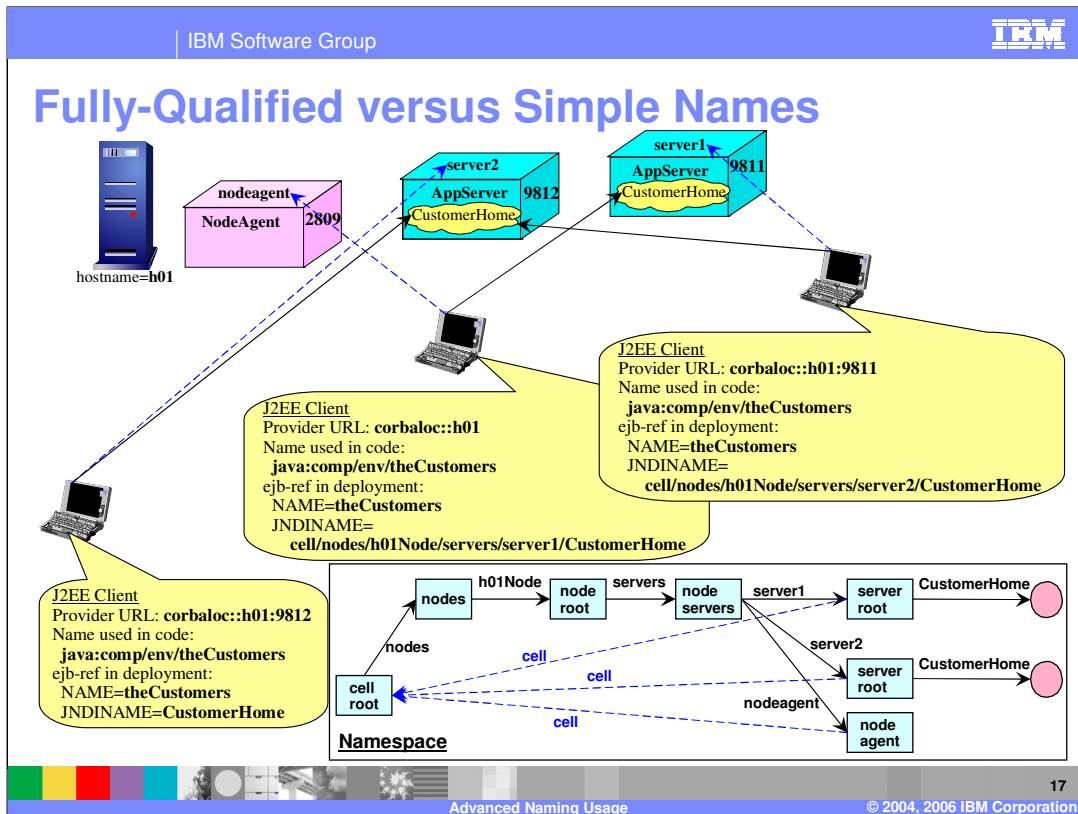 IBM Software Group
IBM
Fully-Qualified versus Simple Names
hostname=h01
nodeagent
NodeAgent
2809
server2
AppServer
9812
CustomerHome
server1
AppServer
9811
CustomerHome
J2EE Client
Provider URL: corbaloc::h01:9811
Name used in code:
java:comp/env/theCustomers
ejb-ref in deployment:
NAME=theCustomers
JNDINAME=
cell/nodes/h01Node/servers/server2/CustomerHome
J2EE Client
Provider URL: corbaloc::h01
Name used in code:
java:comp/env/theCustomers
ejb-ref in deployment:
NAME=theCustomers
JNDINAME=
cell/nodes/h01Node/servers/server1/CustomerHome
J2EE Client
Provider URL: corbaloc::h01:9812
Name used in code:
java:comp/env/theCustomers
ejb-ref in deployment:
NAME=theCustomers
JNDINAME=CustomerHome
cell
root
nodes
nodes
h01Node
node
root
servers
node
servers
server1
server
root
CustomerHome
server2
server
root
CustomerHome
nodeagent
node
agent
cell
cell
cell
Namespace
17
Advanced Naming Usage
© 2004, 2006 IBM Corporation